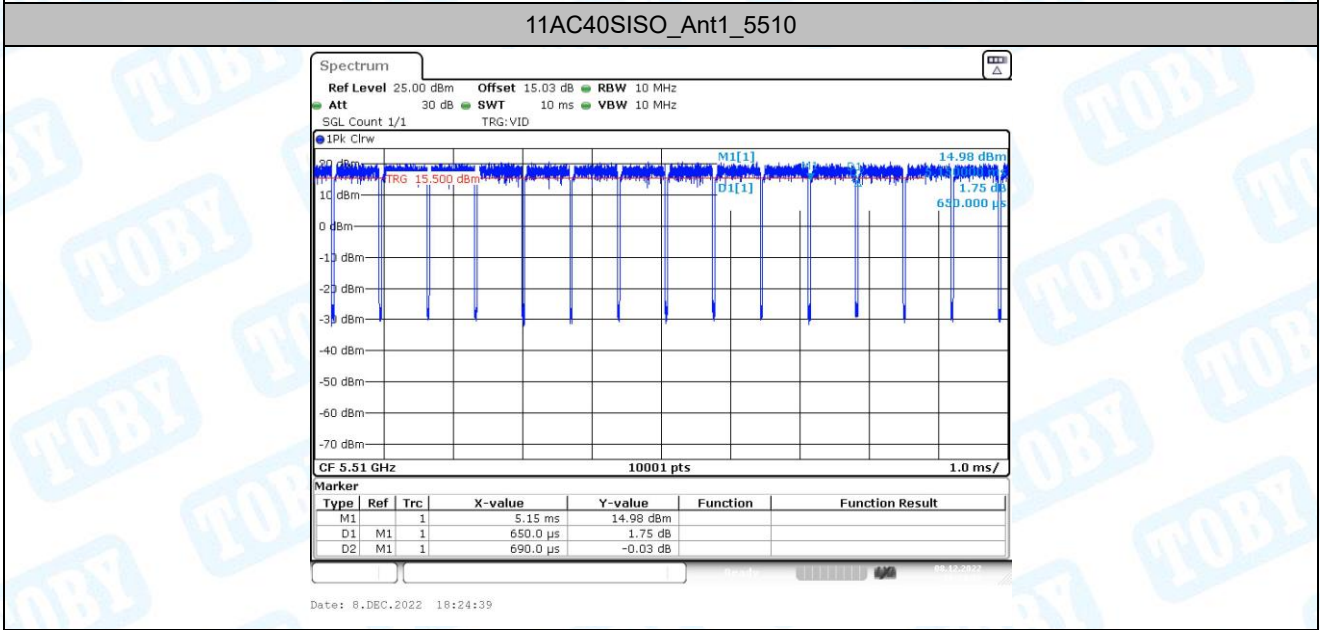 11AC40SISO_Ant1_5510
Spectrum
Ref Level 25.00 dBm Offset 15.03 dB RBW 10 MHz
Att 30 dB SWT 10 ms VBW 10 MHz
SGL Count 1/1 TRG:VID
1Pk Clrw
M1[1] 14.98 dBm
20 dBm
TRG 15.500 dBm
D1[1] 1.75 dB
10 dBm
650.000 µs
0 dBm
-10 dBm
-20 dBm
-30 dBm
-40 dBm
-50 dBm
-60 dBm
-70 dBm
CF 5.51 GHz 10001 pts 1.0 ms/
Marker
Type Ref Trc X-value Y-value Function Function Result
M1 1 5.15 ms 14.98 dBm
D1 M1 1 650.0 µs 1.75 dB
D2 M1 1 690.0 µs -0.03 dB
08.12.2022
Date: 8.DEC.2022 18:24:39
TOBY